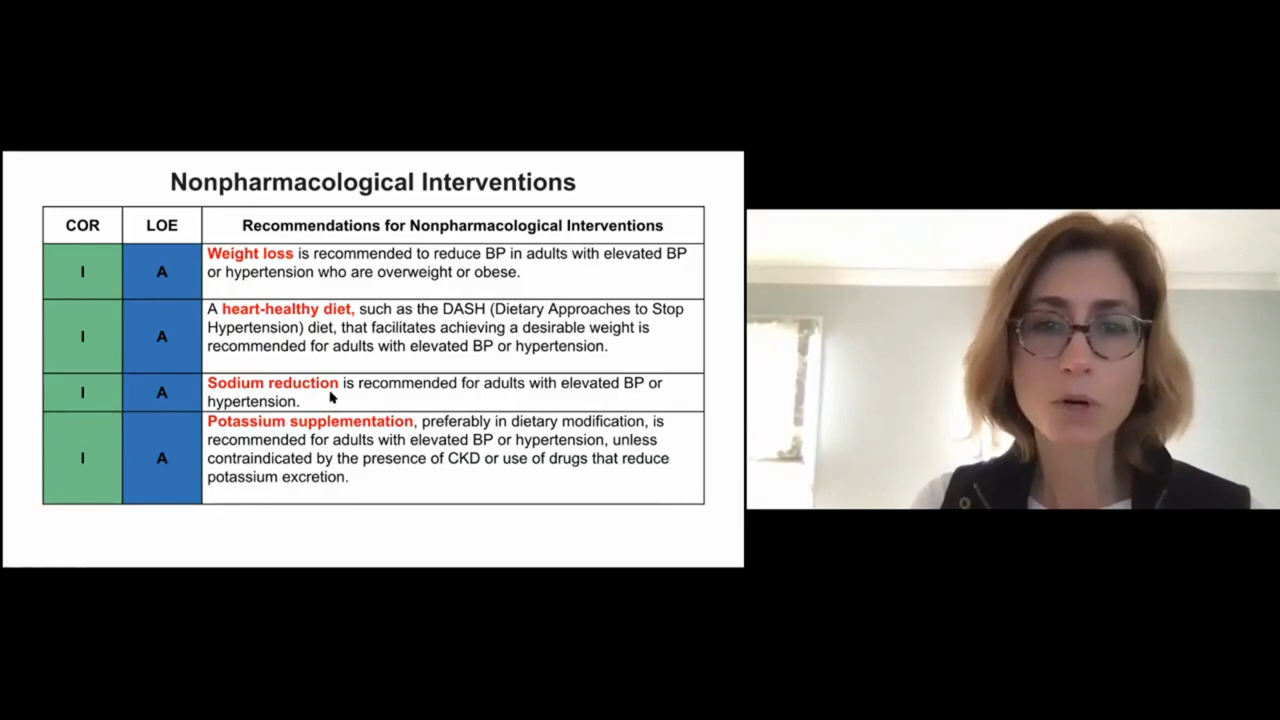 Nonpharmacological Interventions
COR LOE Recommendations for Nonpharmacological Interventions
I A Weight loss is recommended to reduce BP in adults with elevated BP
or hypertension who are overweight or obese.
I A A heart-healthy diet, such as the DASH (Dietary Approaches to Stop
Hypertension) diet, that facilitates achieving a desirable weight is
recommended for adults with elevated BP or hypertension.
I A Sodium reduction is recommended for adults with elevated BP or
hypertension.
I A Potassium supplementation, preferably in dietary modification, is
recommended for adults with elevated BP or hypertension, unless
contraindicated by the presence of CKD or use of drugs that reduce
potassium excretion.